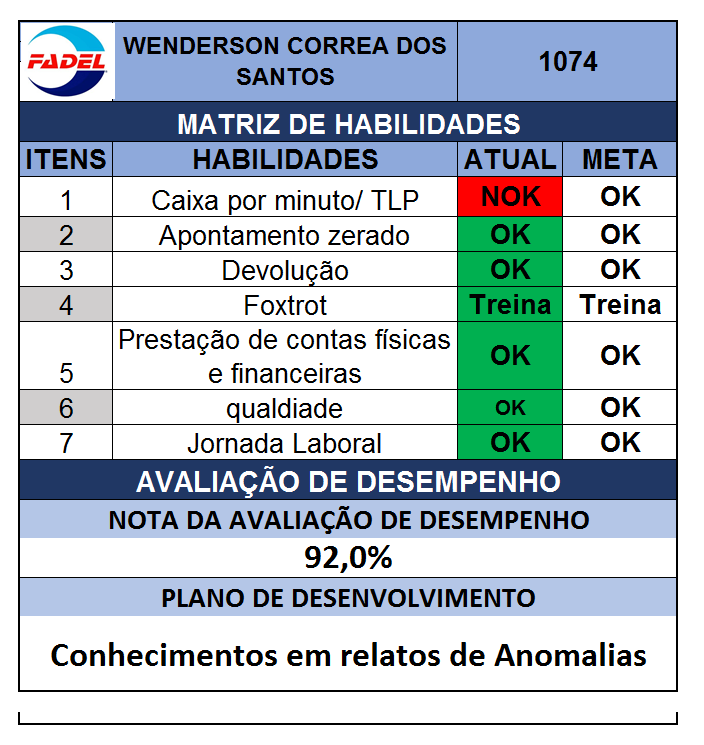 FADEL
WENDERSON CORREA DOS
SANTOS
1074
MATRIZ DE HABILIDADES
ITENS HABILIDADES ATUAL META
1 Caixa por minuto/ TLP NOK OK
2 Apontamento zerado OK OK
3 Devolução OK OK
4 Foxtrot Treina Treina
Prestação de contas físicas
5 e financeiras OK OK
6 qualdiade OK OK
7 Jornada Laboral OK OK
AVALIAÇÃO DE DESEMPENHO
NOTA DA AVALIAÇÃO DE DESEMPENHO
92,0%
PLANO DE DESENVOLVIMENTO
Conhecimentos em relatos de Anomalias